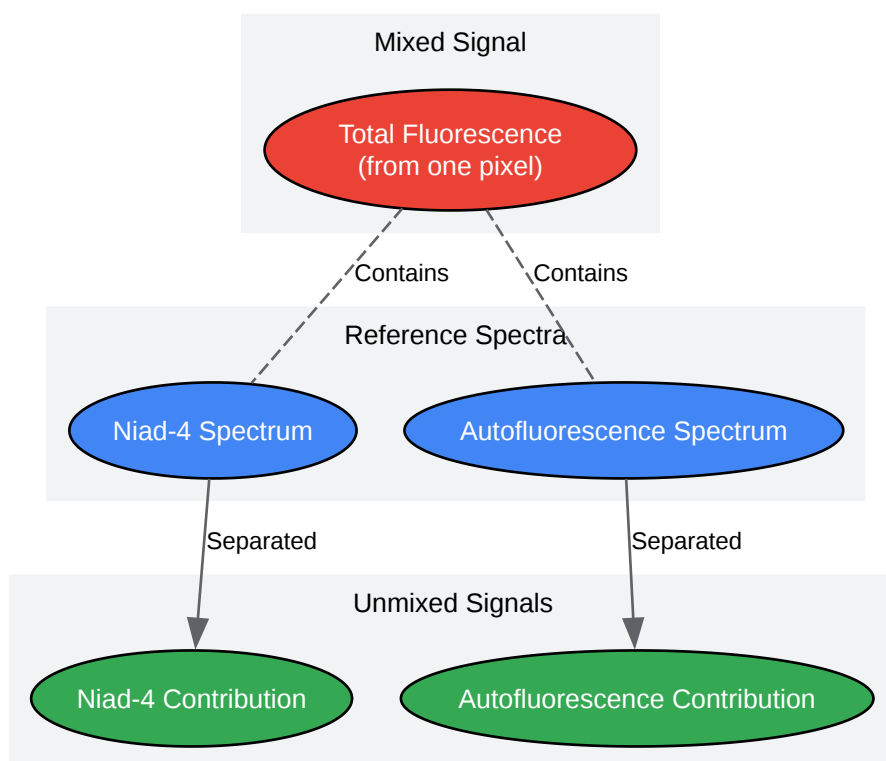 Mixed Signal
Total Fluorescence
(from one pixel)
Contains
Contains
Reference Spectra
Niad-4 Spectrum
Autofluorescence Spectrum
Separated
Separated
Unmixed Signals
Niad-4 Contribution
Autofluorescence Contribution